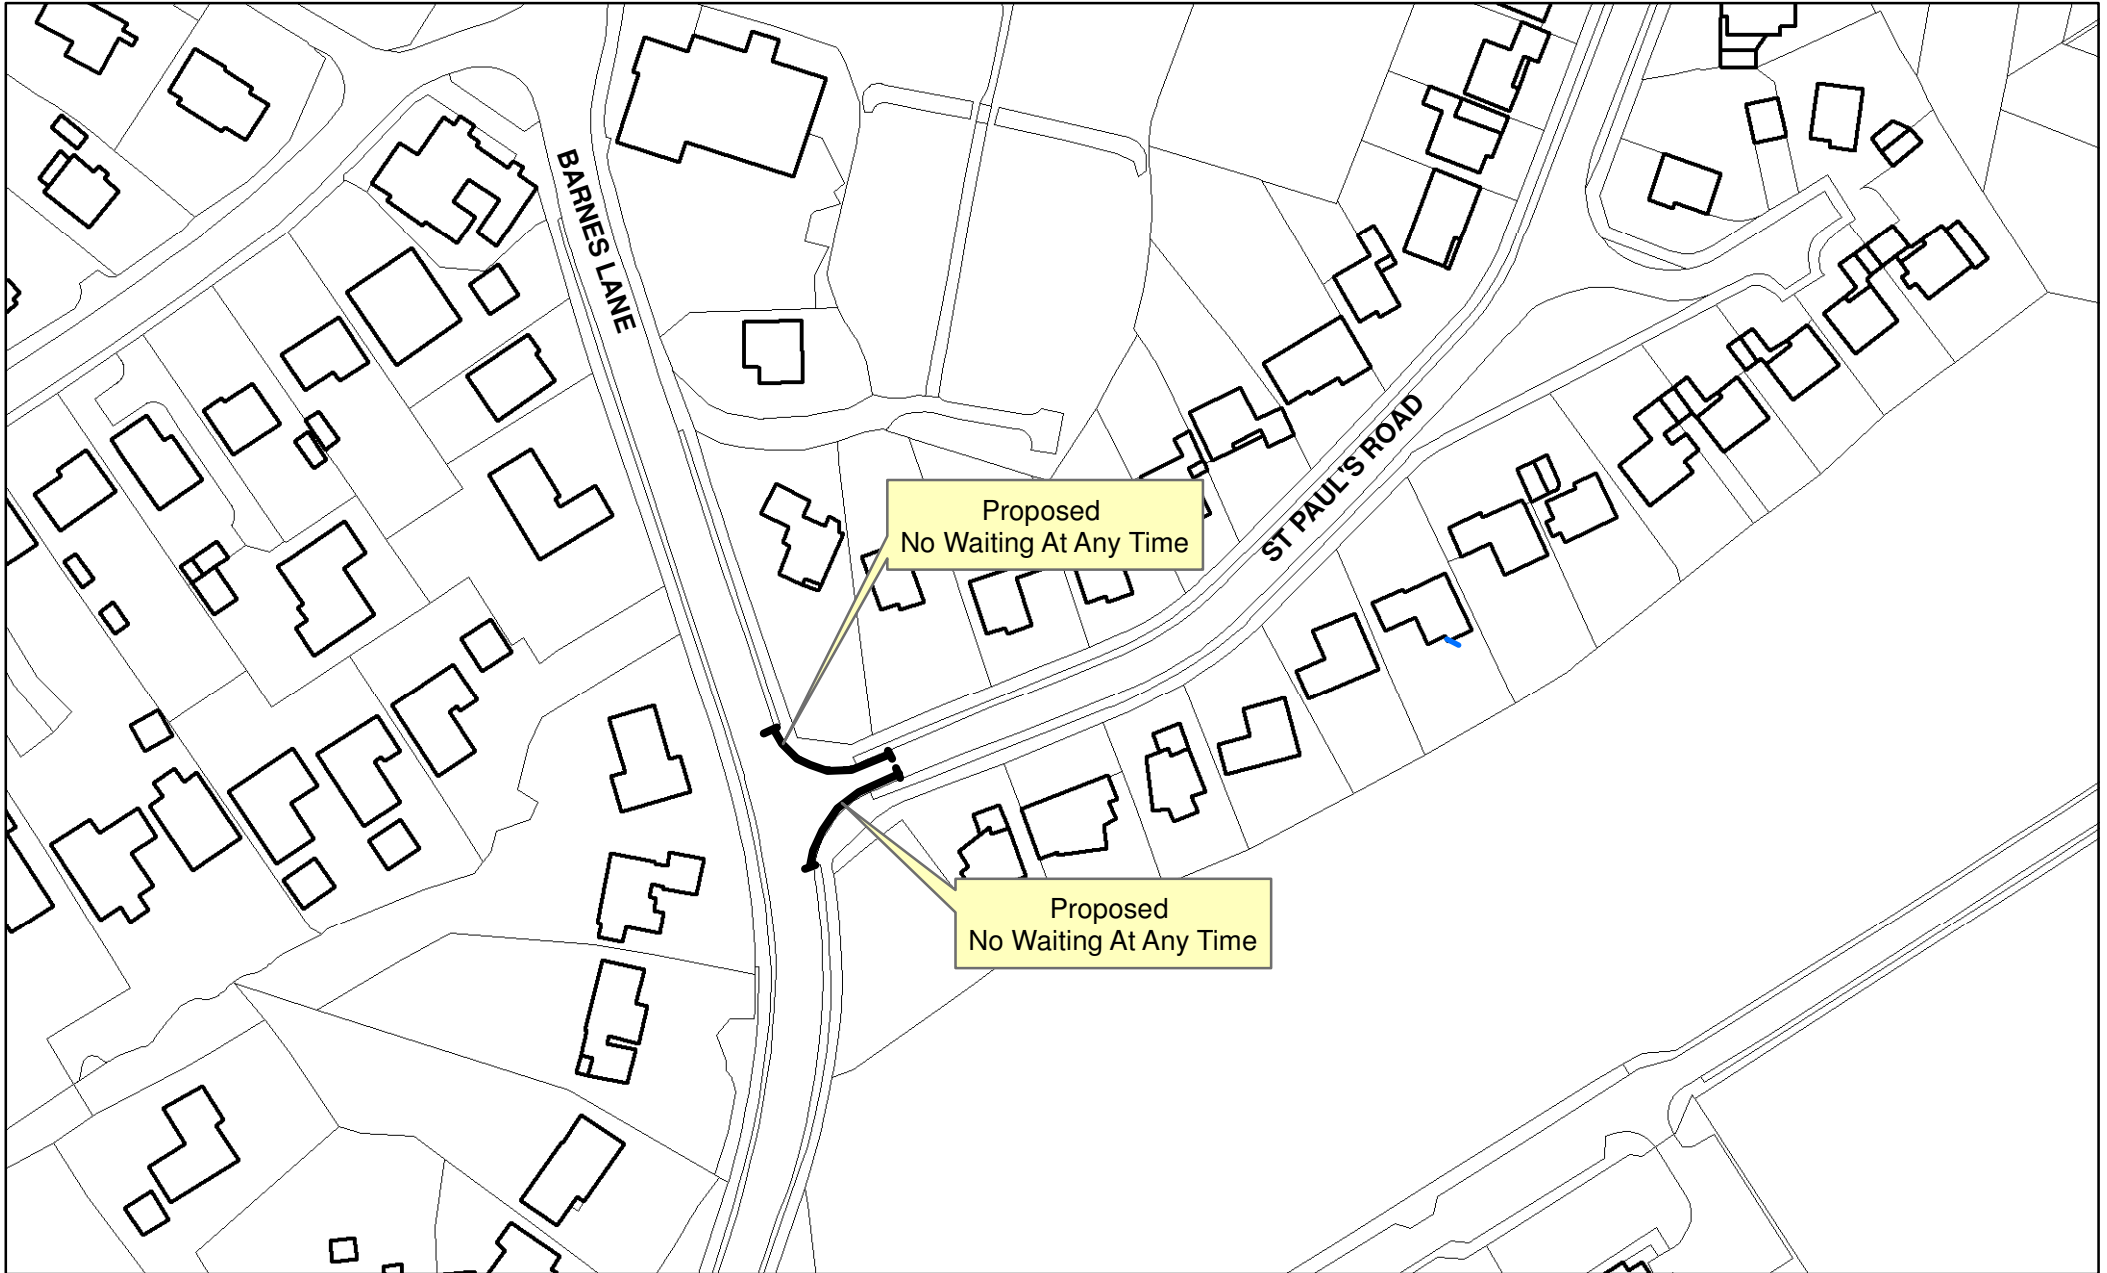 BARNES LANE
ST PAUL'S ROAD
Proposed
No Waiting At Any Time
Proposed
No Waiting At Any Time